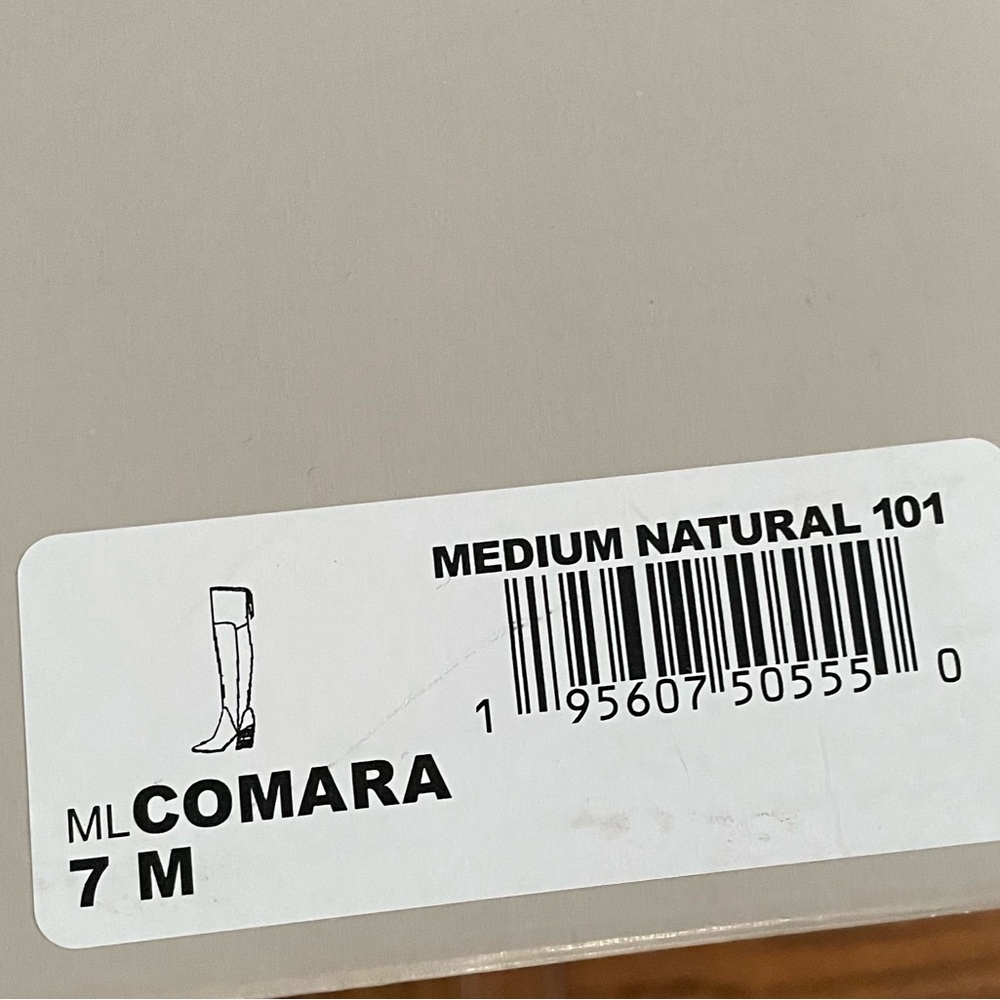 MEDIUM NATURAL 101
1 95607 50555 0
MLCOMARA
7 M